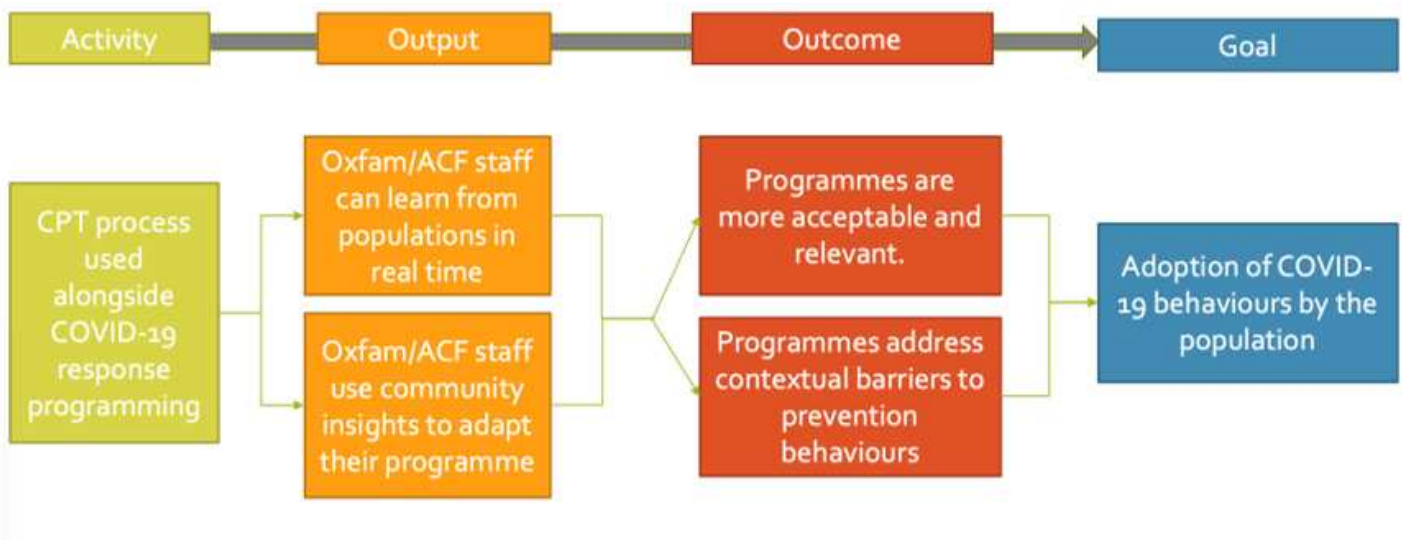 Activity
Output
Outcome
Goal
CPT process
used
alongside
COVID-19
response
programming
Oxfam/ACF staff
can learn from
populations in
real time
Oxfam/ACF staff
use community
insights to adapt
their programme
Programmes are
more acceptable and
relevant.
Programmes address
contextual barriers to
prevention
behaviours
Adoption of COVID-
19 behaviours by the
population